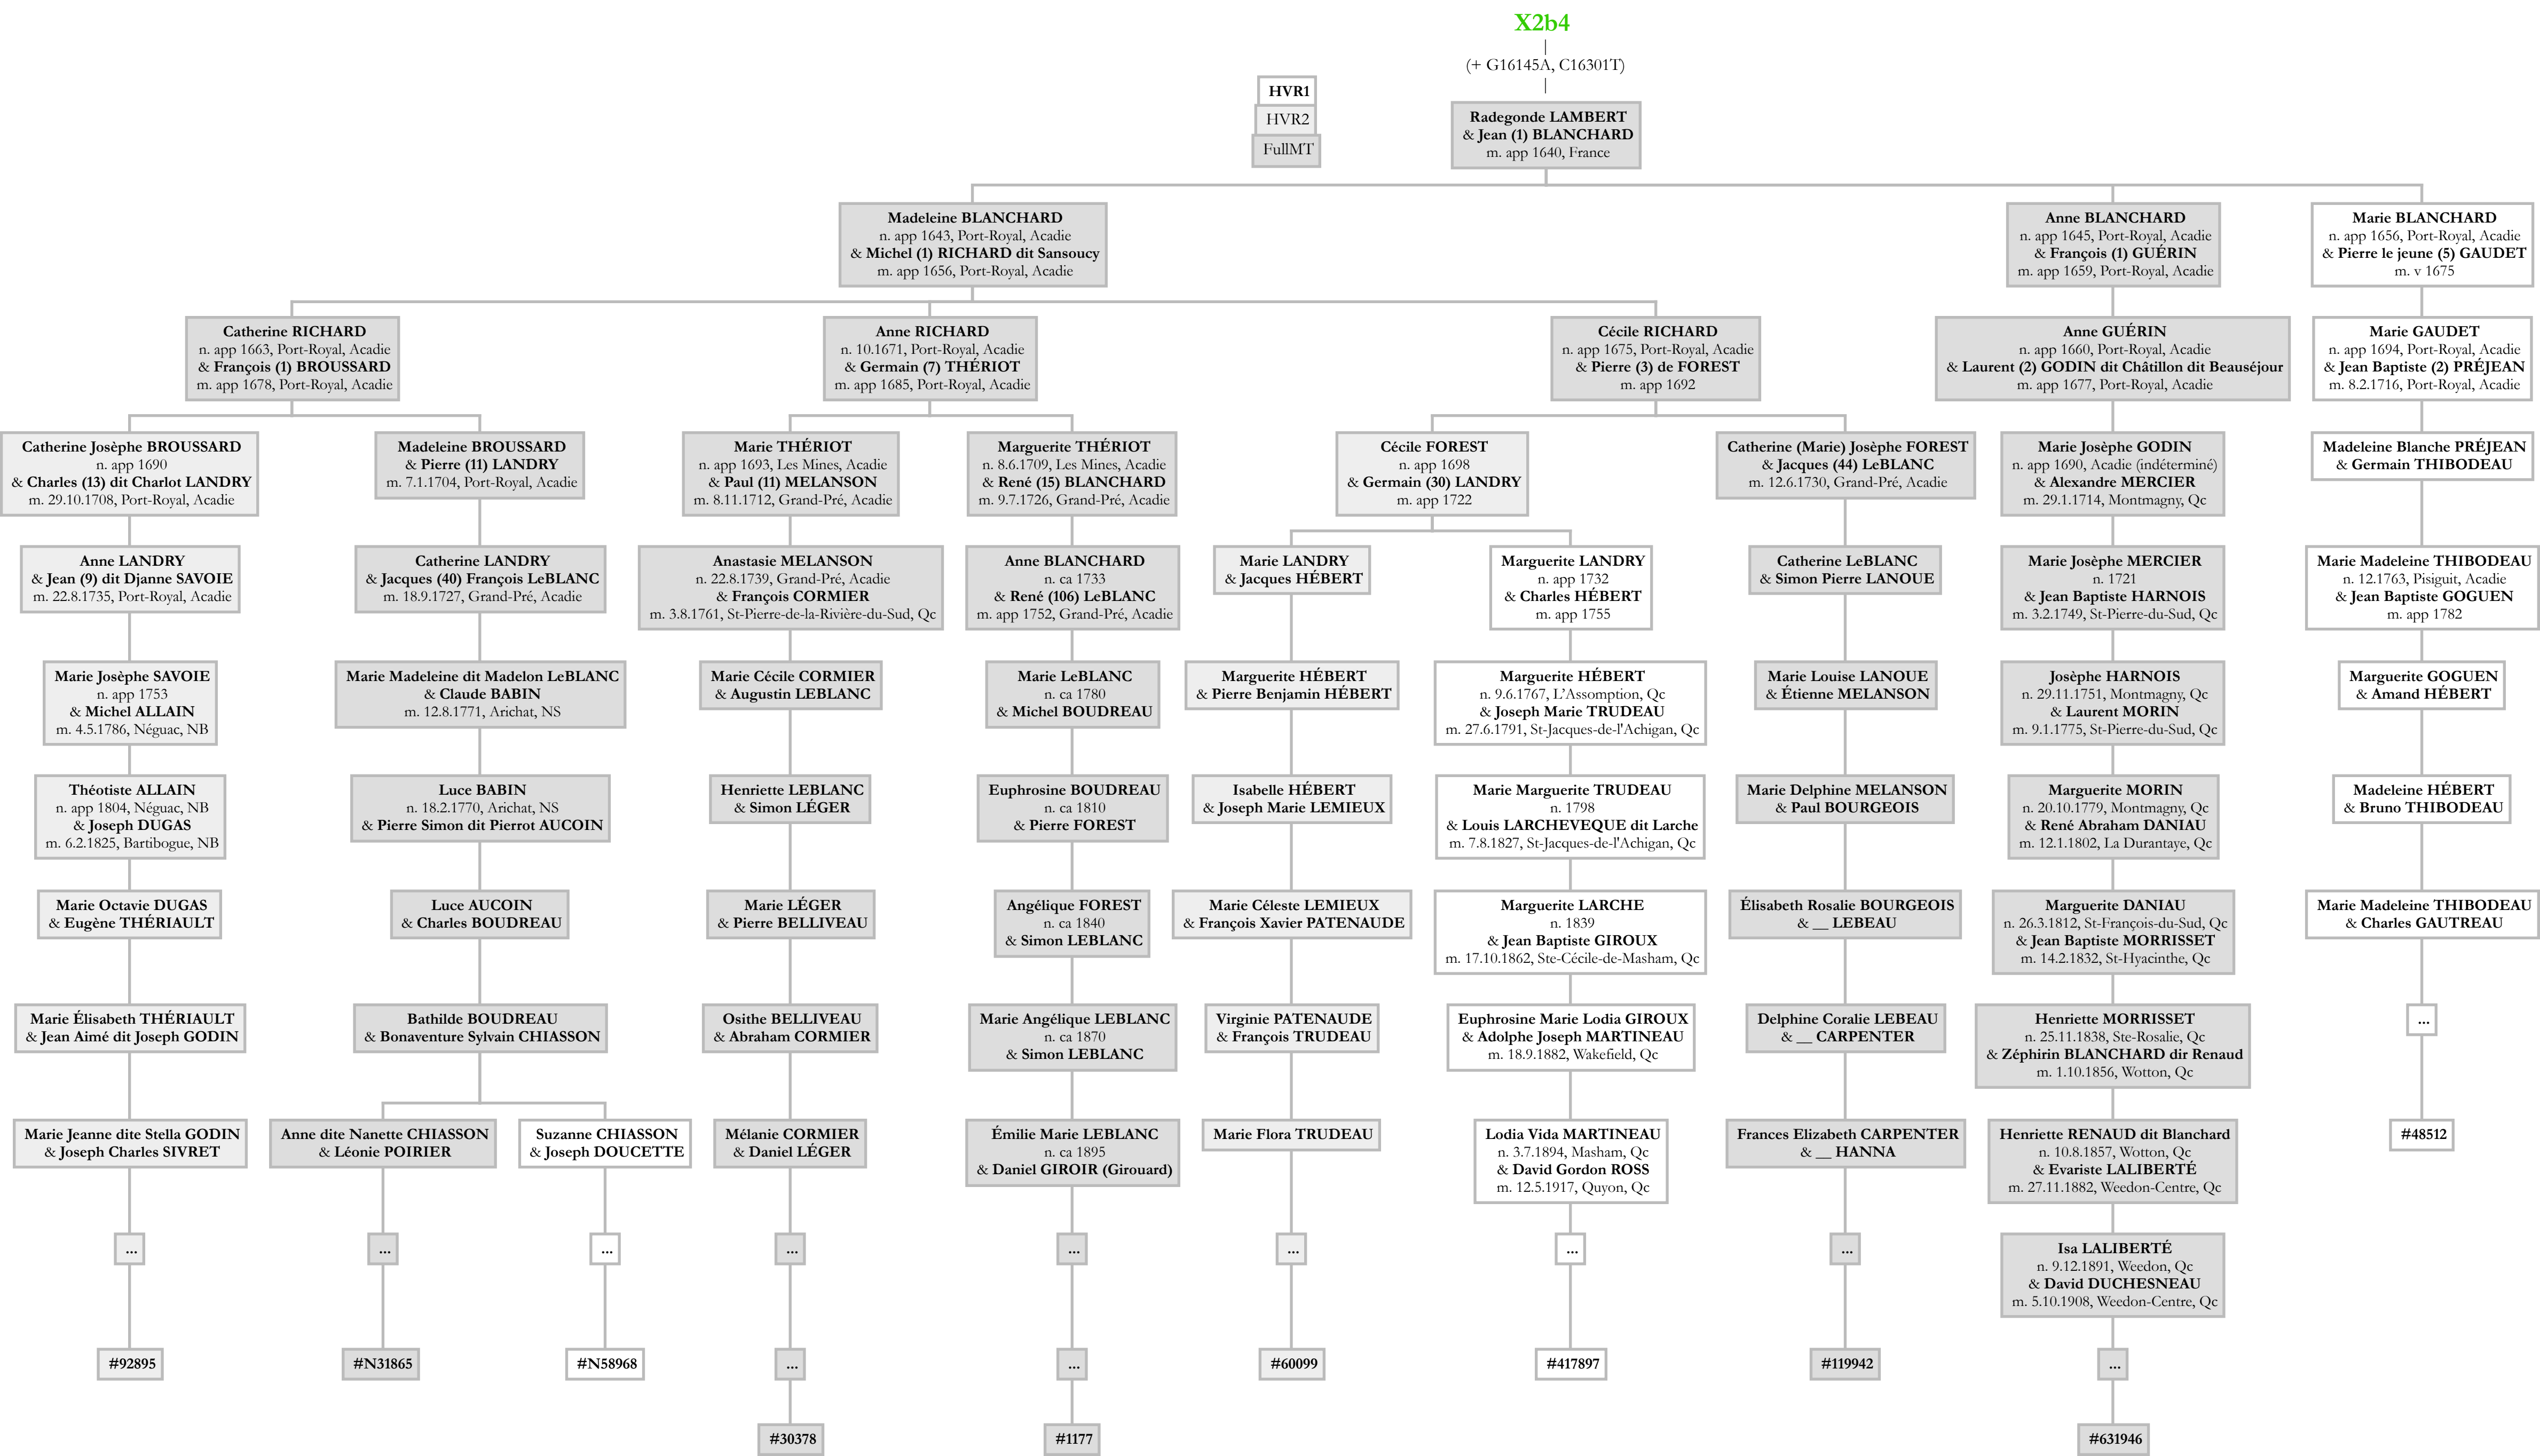 X2b4
(+ G16145A, C16301T)
HVR1
HVR2
FullMT
Radegonde LAMBERT
& Jean (1) BLANCHARD
m. app 1640, France
Madeleine BLANCHARD
n. app 1643, Port-Royal, Acadie
& Michel (1) RICHARD dit Sansoucy
m. app 1656, Port-Royal, Acadie
Anne BLANCHARD
n. app 1645, Port-Royal, Acadie
& François (1) GUÉRIN
m. app 1659, Port-Royal, Acadie
Marie BLANCHARD
n. app 1656, Port-Royal, Acadie
& Pierre le jeune (5) GAUDET
m. v 1675
Catherine RICHARD
n. app 1663, Port-Royal, Acadie
& François (1) BROUSSARD
m. app 1678, Port-Royal, Acadie
Anne RICHARD
n. 10.1671, Port-Royal, Acadie
& Germain (7) THÉRIOT
m. app 1685, Port-Royal, Acadie
Cécile RICHARD
n. app 1675, Port-Royal, Acadie
& Pierre (3) de FOREST
m. app 1692
Anne GUÉRIN
n. app 1660, Port-Royal, Acadie
& Laurent (2) GODIN dit Châtillon dit Beauséjour
m. app 1677, Port-Royal, Acadie
Marie GAUDET
n. app 1694, Port-Royal, Acadie
& Jean Baptiste (2) PRÉJEAN
m. 8.2.1716, Port-Royal, Acadie
Catherine Josèphe BROUSSARD
n. app 1690
& Charles (13) dit Charlot LANDRY
m. 29.10.1708, Port-Royal, Acadie
Madeleine BROUSSARD
& Pierre (11) LANDRY
m. 7.1.1704, Port-Royal, Acadie
Marie THÉRIOT
n. app 1693, Les Mines, Acadie
& Paul (11) MELANSON
m. 8.11.1712, Grand-Pré, Acadie
Marguerite THÉRIOT
n. 8.6.1709, Les Mines, Acadie
& René (15) BLANCHARD
m. 9.7.1726, Grand-Pré, Acadie
Cécile FOREST
n. app 1698
& Germain (30) LANDRY
m. app 1722
Catherine (Marie) Josèphe FOREST
& Jacques (44) LeBLANC
m. 12.6.1730, Grand-Pré, Acadie
Marie Josèphe GODIN
n. app 1690, Acadie (indéterminé)
& Alexandre MERCIER
m. 29.1.1714, Montmagny, Qc
Madeleine Blanche PRÉJEAN
& Germain THIBODEAU
Anne LANDRY
& Jean (9) dit Djanne SAVOIE
m. 22.8.1735, Port-Royal, Acadie
Catherine LANDRY
& Jacques (40) François LeBLANC
m. 18.9.1727, Grand-Pré, Acadie
Anastasie MELANSON
n. 22.8.1739, Grand-Pré, Acadie
& François CORMIER
m. 3.8.1761, St-Pierre-de-la-Rivière-du-Sud, Qc
Anne BLANCHARD
n. ca 1733
& René (106) LeBLANC
m. app 1752, Grand-Pré, Acadie
Marie LANDRY
& Jacques HÉBERT
Marguerite LANDRY
n. app 1732
& Charles HÉBERT
m. app 1755
Catherine LeBLANC
& Simon Pierre LANOUE
Marie Josèphe MERCIER
n. 1721
& Jean Baptiste HARNOIS
m. 3.2.1749, St-Pierre-du-Sud, Qc
Marie Madeleine THIBODEAU
n. 12.1763, Pisiguit, Acadie
& Jean Baptiste GOGUEN
m. app 1782
Marie Josèphe SAVOIE
n. app 1753
& Michel ALLAIN
m. 4.5.1786, Néguac, NB
Marie Madeleine dit Madelon LeBLANC
& Claude BABIN
m. 12.8.1771, Arichat, NS
Marie Cécile CORMIER
& Augustin LEBLANC
Marie LeBLANC
n. ca 1780
& Michel BOUDREAU
Marguerite HÉBERT
& Pierre Benjamin HÉBERT
Marguerite HÉBERT
n. 9.6.1767, L'Assomption, Qc
& Joseph Marie TRUDEAU
m. 27.6.1791, St-Jacques-de-l'Achigan, Qc
Marie Louise LANOUE
& Étienne MELANSON
Josèphe HARNOIS
n. 29.11.1751, Montmagny, Qc
& Laurent MORIN
m. 9.1.1775, St-Pierre-du-Sud, Qc
Marguerite GOGUEN
& Amand HÉBERT
Théotiste ALLAIN
n. app 1804, Néguac, NB
& Joseph DUGAS
m. 6.2.1825, Bartibogue, NB
Luce BABIN
n. 18.2.1770, Arichat, NS
& Pierre Simon dit Pierrot AUCOIN
Henriette LEBLANC
& Simon LÉGER
Euphrosine BOUDREAU
n. ca 1810
& Pierre FOREST
Isabelle HÉBERT
& Joseph Marie LEMIEUX
Marie Marguerite TRUDEAU
n. 1798
& Louis LARCHEVEQUE dit Larche
m. 7.8.1827, St-Jacques-de-l'Achigan, Qc
Marie Delphine MELANSON
& Paul BOURGEOIS
Marguerite MORIN
n. 20.10.1779, Montmagny, Qc
& René Abraham DANIAU
m. 12.1.1802, La Durantaye, Qc
Madeleine HÉBERT
& Bruno THIBODEAU
Marie Octavie DUGAS
& Eugène THÉRIAULT
Luce AUCOIN
& Charles BOUDREAU
Marie LÉGER
& Pierre BELLIVEAU
Angélique FOREST
n. ca 1840
& Simon LEBLANC
Marie Céleste LEMIEUX
& François Xavier PATENAUDE
Marguerite LARCHE
n. 1839
& Jean Baptiste GIROUX
m. 17.10.1862, Ste-Cécile-de-Masham, Qc
Élisabeth Rosalie BOURGEOIS
& __ LEBEAU
Marguerite DANIAU
n. 26.3.1812, St-François-du-Sud, Qc
& Jean Baptiste MORRISSET
m. 14.2.1832, St-Hyacinthe, Qc
Marie Madeleine THIBODEAU
& Charles GAUTREAU
Marie Élisabeth THÉRIAULT
& Jean Aimé dit Joseph GODIN
Bathilde BOUDREAU
& Bonaventure Sylvain CHIASSON
Osithe BELLIVEAU
& Abraham CORMIER
Marie Angélique LEBLANC
n. ca 1870
& Simon LEBLANC
Virginie PATENAUDE
& François TRUDEAU
Euphrosine Marie Lodia GIROUX
& Adolphe Joseph MARTINEAU
m. 18.9.1882, Wakefield, Qc
Delphine Coralie LEBEAU
& __ CARPENTER
Henriette MORRISSET
n. 25.11.1838, Ste-Rosalie, Qc
& Zéphirin BLANCHARD dir Renaud
m. 1.10.1856, Wotton, Qc
...
Marie Jeanne dite Stella GODIN
& Joseph Charles SIVRET
Anne dite Nanette CHIASSON
& Léonie POIRIER
Suzanne CHIASSON
& Joseph DOUCETTE
Mélanie CORMIER
& Daniel LÉGER
Émilie Marie LEBLANC
n. ca 1895
& Daniel GIROIR (Girouard)
Marie Flora TRUDEAU
Lodia Vida MARTINEAU
n. 3.7.1894, Masham, Qc
& David Gordon ROSS
m. 12.5.1917, Quyon, Qc
Frances Elizabeth CARPENTER
& __ HANNA
Henriette RENAUD dit Blanchard
n. 10.8.1857, Wotton, Qc
& Evariste LALIBERTÉ
m. 27.11.1882, Weedon-Centre, Qc
#48512
...
...
...
...
...
...
...
...
Isa LALIBERTÉ
n. 9.12.1891, Weedon, Qc
& David DUCHESNEAU
m. 5.10.1908, Weedon-Centre, Qc
#92895
#N31865
#N58968
...
...
#60099
#417897
#119942
...
#30378
#1177
#631946